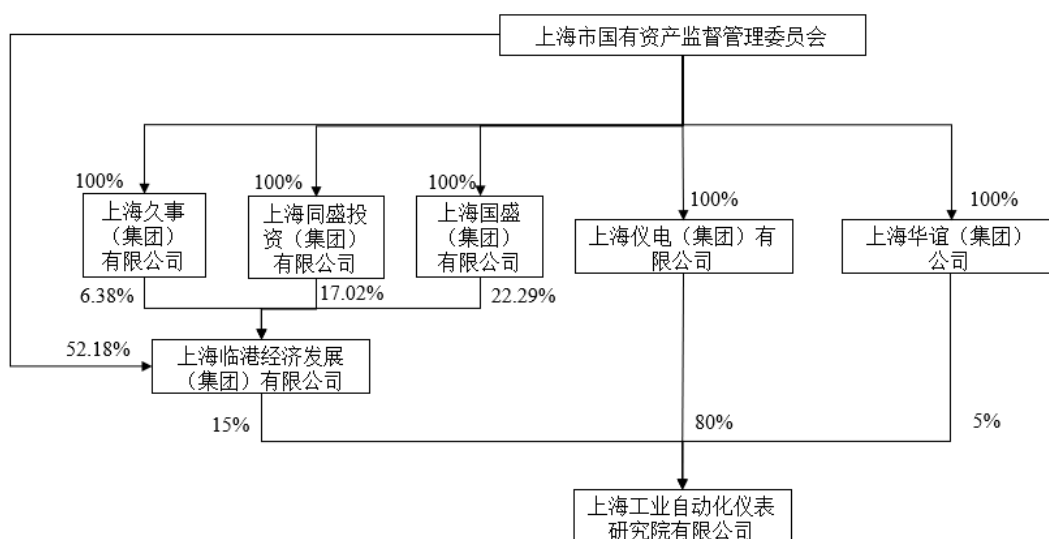 上海市国有资产监督管理委员会
100%
100%
100%
100%
100%
上海久事
（集团）
有限公司
上海同盛投
资（集团）
有限公司
上海国盛
（集团）有
限公司
上海仪电（集团）有
限公司
上海华谊（集团）
公司
6.38%
17.02%
22.29%
52.18%
上海临港经济发展
（集团）有限公司
15%
80%
5%
上海工业自动化仪表
研究院有限公司